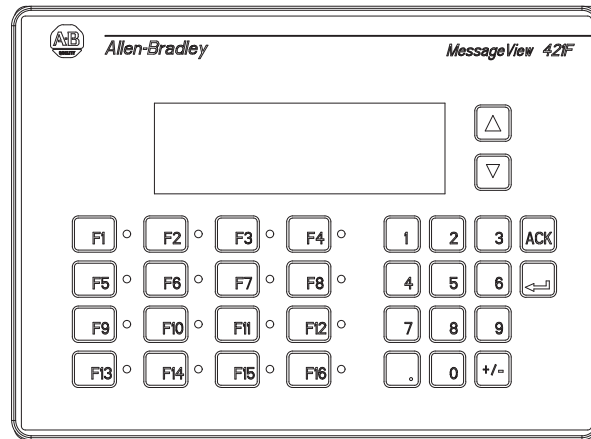 A·B
QUALITY
Allen-Bradley
MessageView 421F
F1 F2 F3 F4 1 2 3 ACK
F5 F6 F7 F8 4 5 6
F9 F10 F11 F12 7 8 9
F13 F14 F15 F16 . 0 +/-